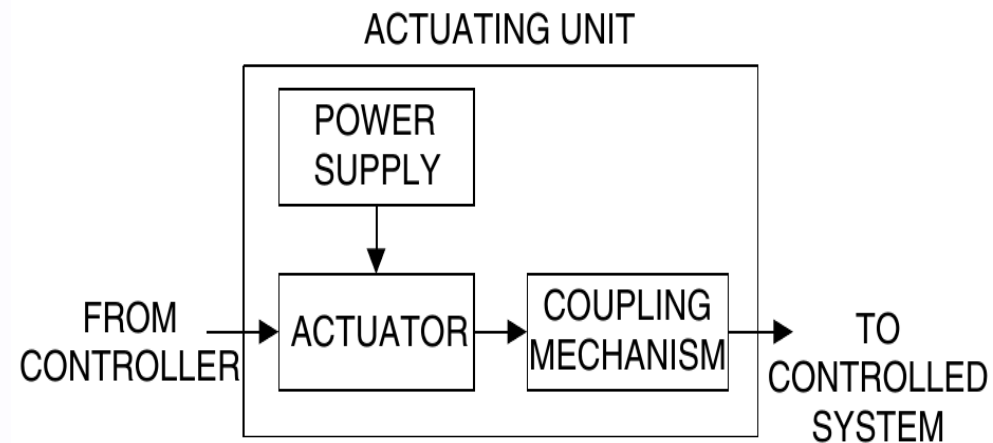 ACTUATING UNIT
POWER
SUPPLY
FROM
CONTROLLER
ACTUATOR
COUPLING
MECHANISM
TO
CONTROLLED
SYSTEM